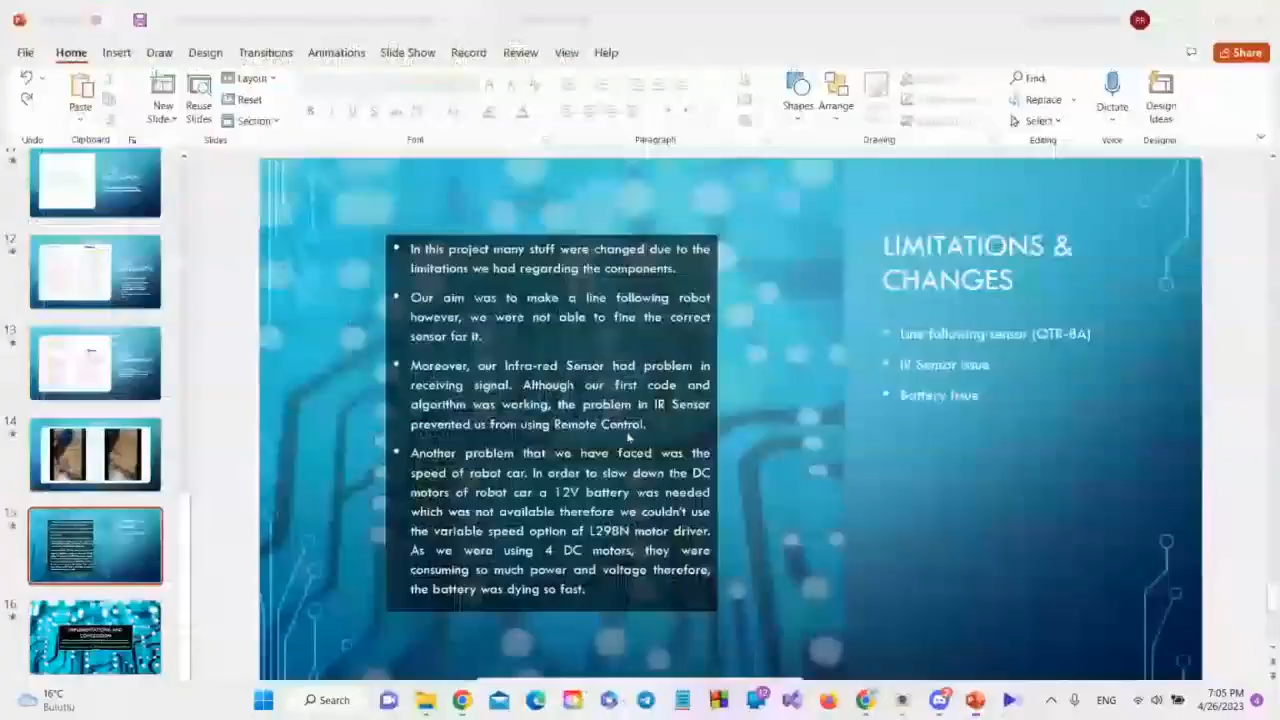 RR
File Home Insert Draw Design Transitions Animations Slide Show Record Review View Help
Share
Paste
New
Slide
Reuse
Slides
Layout
Reset
Section
Shapes
Arrange
Find
Replace
Select
Dictate
Design
Ideas
Undo
Clipboard
Slides
Font
Paragraph
Drawing
Editing
Voice
Designer
12
13
14
15
16
IMPLEMENTATIONS AND
CONCLUSION
• In this project many stuff were changed due to the
limitations we had regarding the components.
• Our aim was to make a line following robot
however, we were not able to fine the correct
sensor for it.
• Moreover, our Infra-red Sensor had problem in
receiving signal. Although our first code and
algorithm was working, the problem in IR Sensor
prevented us from using Remote Control.
• Another problem that we have faced was the
speed of robot car. In order to slow down the DC
motors of robot car a 12V battery was needed
which was not available therefore we couldn't use
the variable speed option of L298N motor driver.
As we were using 4 DC motors, they were
consuming so much power and voltage therefore,
the battery was dying so fast.
LIMITATIONS &
CHANGES
• Line following sensor (QTR-8A)
• IR Sensor issue
• Battery Issue
16°C
Bulutlu
Search
12
ENG
7:05 PM
4/26/2023
4